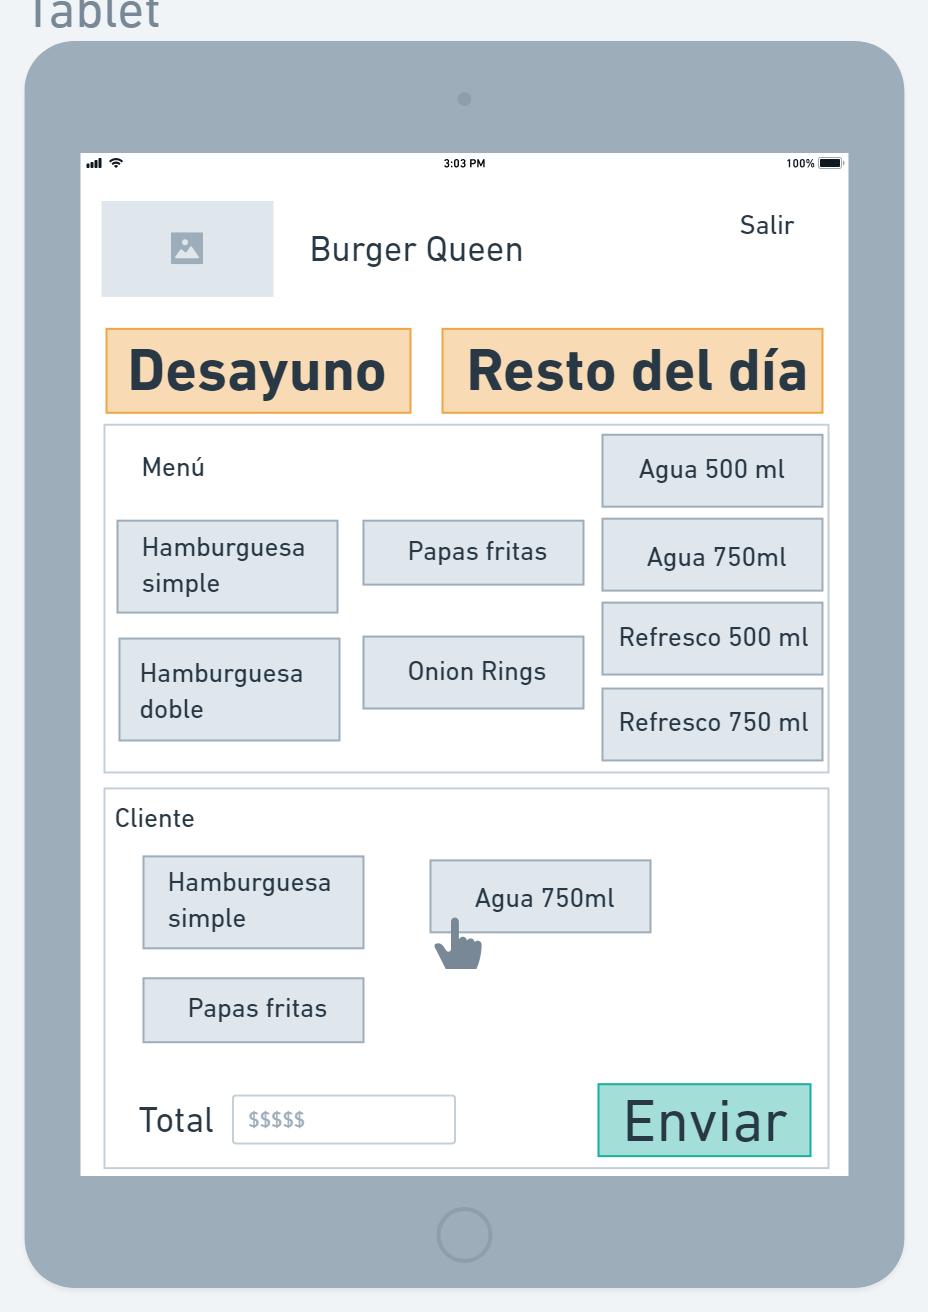 Tablet
3:03 PM
100%
Burger Queen
Salir
Desayuno
Resto del día
Menú
Hamburguesa
simple
Hamburguesa
doble
Papas fritas
Onion Rings
Agua 500 ml
Agua 750ml
Refresco 500 ml
Refresco 750 ml
Cliente
Hamburguesa
simple
Agua 750ml
Papas fritas
Total
$$$$$
Enviar